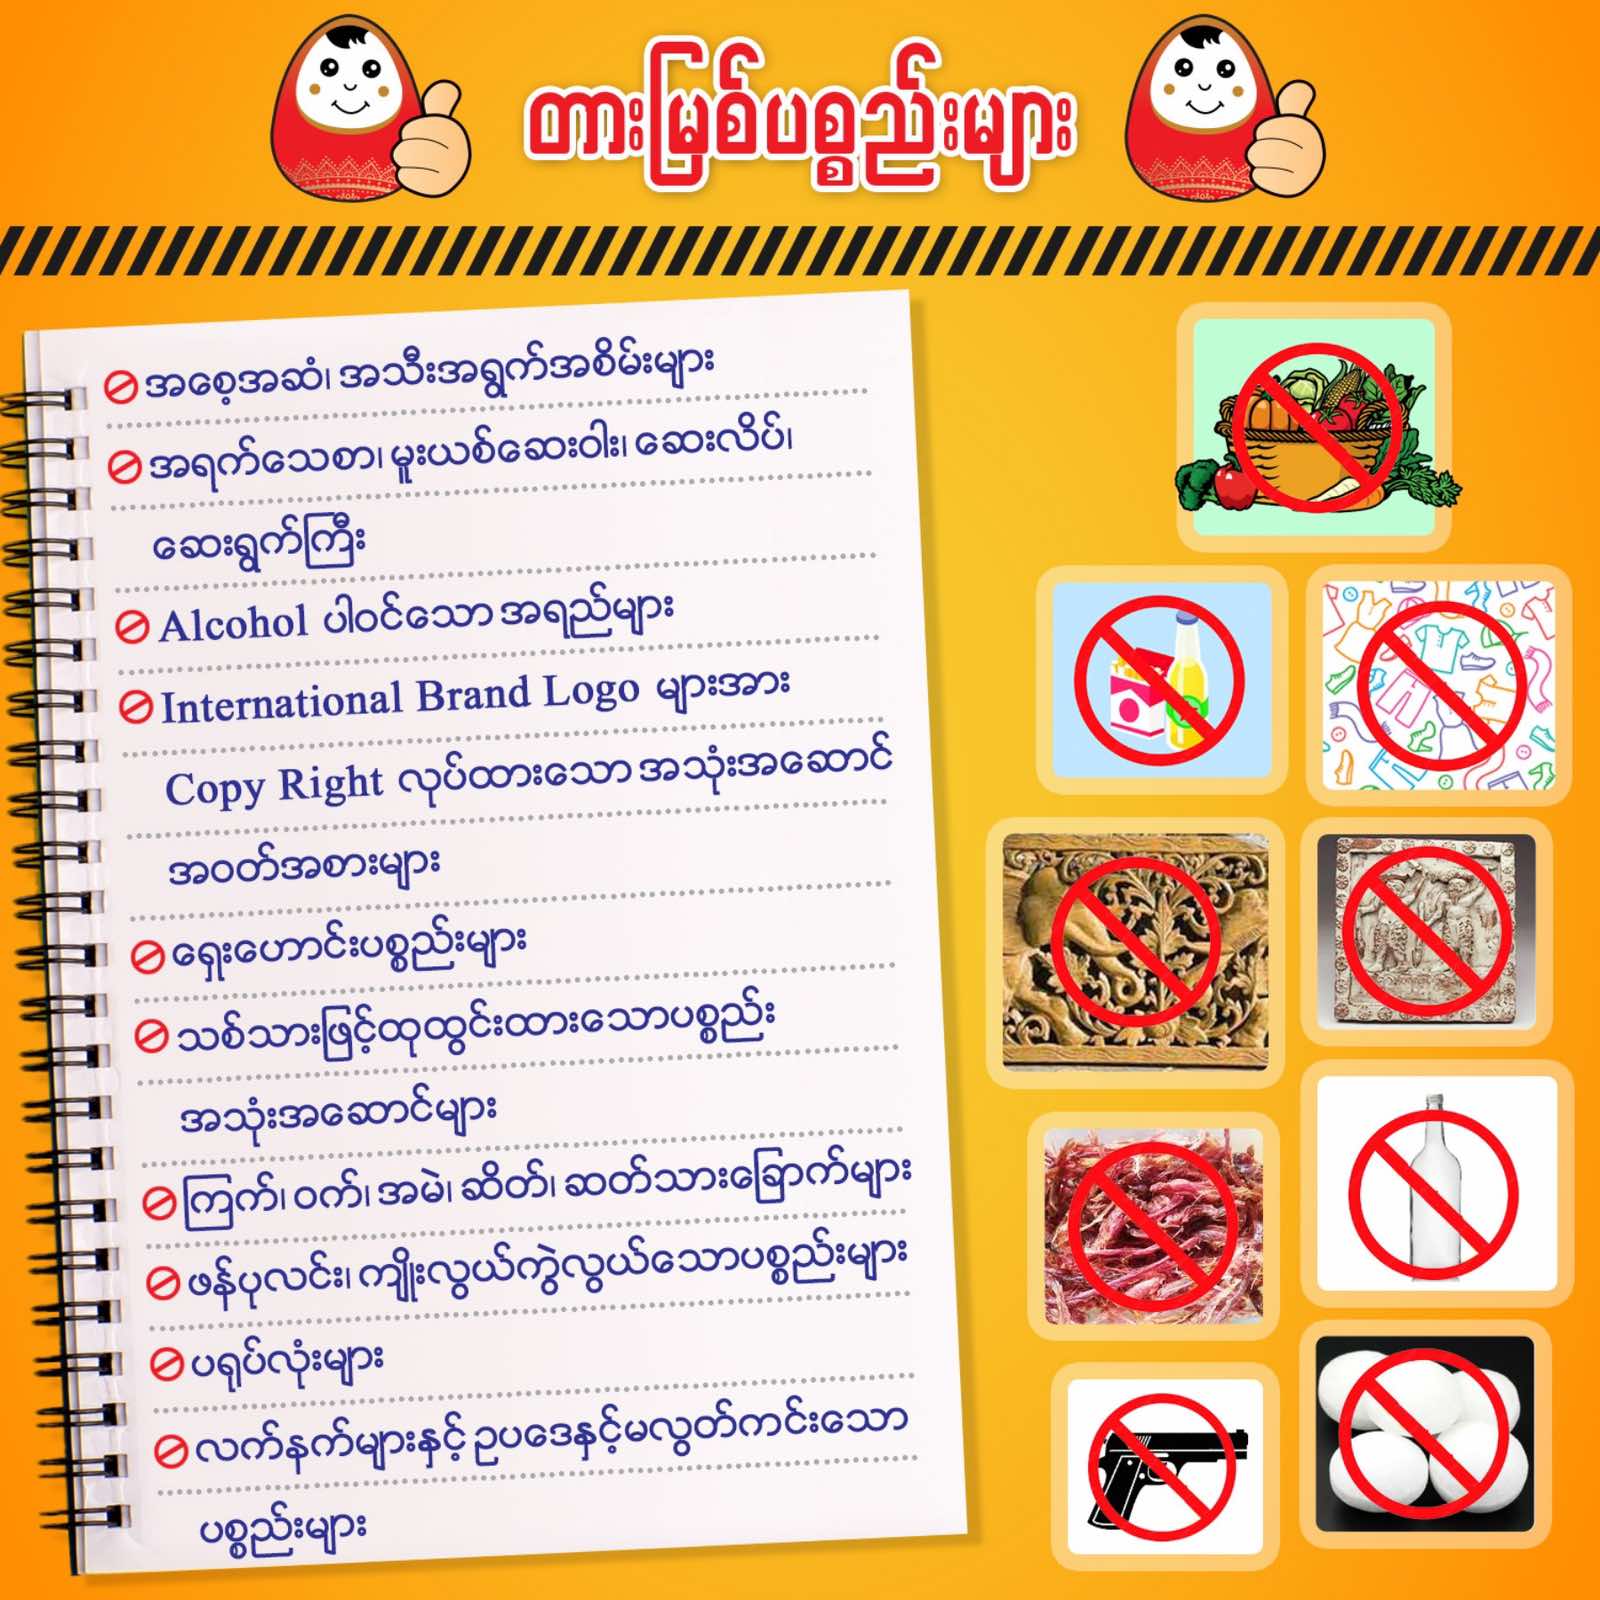 တားမြစ်ပစ္စည်းများ
အစေ့အဆံ၊ အသီးအရွက်အစိမ်းများ
အရက်သေစာ၊ မူးယစ်ဆေးဝါး၊ ဆေးလိပ်၊
ဆေးရွက်ကြီး
Alcohol ပါဝင်သော အရည်များ
International Brand Logo များအား
Copy Right လုပ်ထားသော အသုံးအဆောင်
အဝတ်အစားများ
ရှေးဟောင်းပစ္စည်းများ
သစ်သားဖြင့်ထုထွင်းထားသောပစ္စည်း
အသုံးအဆောင်များ
ကြက်၊ ဝက်၊ အမဲ၊ ဆိတ်၊ ဆတ်သားခြောက်များ
ဖန်ပုလင်း၊ ကျိုးလွယ်ကွဲလွယ်သောပစ္စည်းများ
ပရုပ်လုံးများ
လက်နက်များနှင့် ဥပဒေနှင့်မလွတ်ကင်းသော
ပစ္စည်းများ